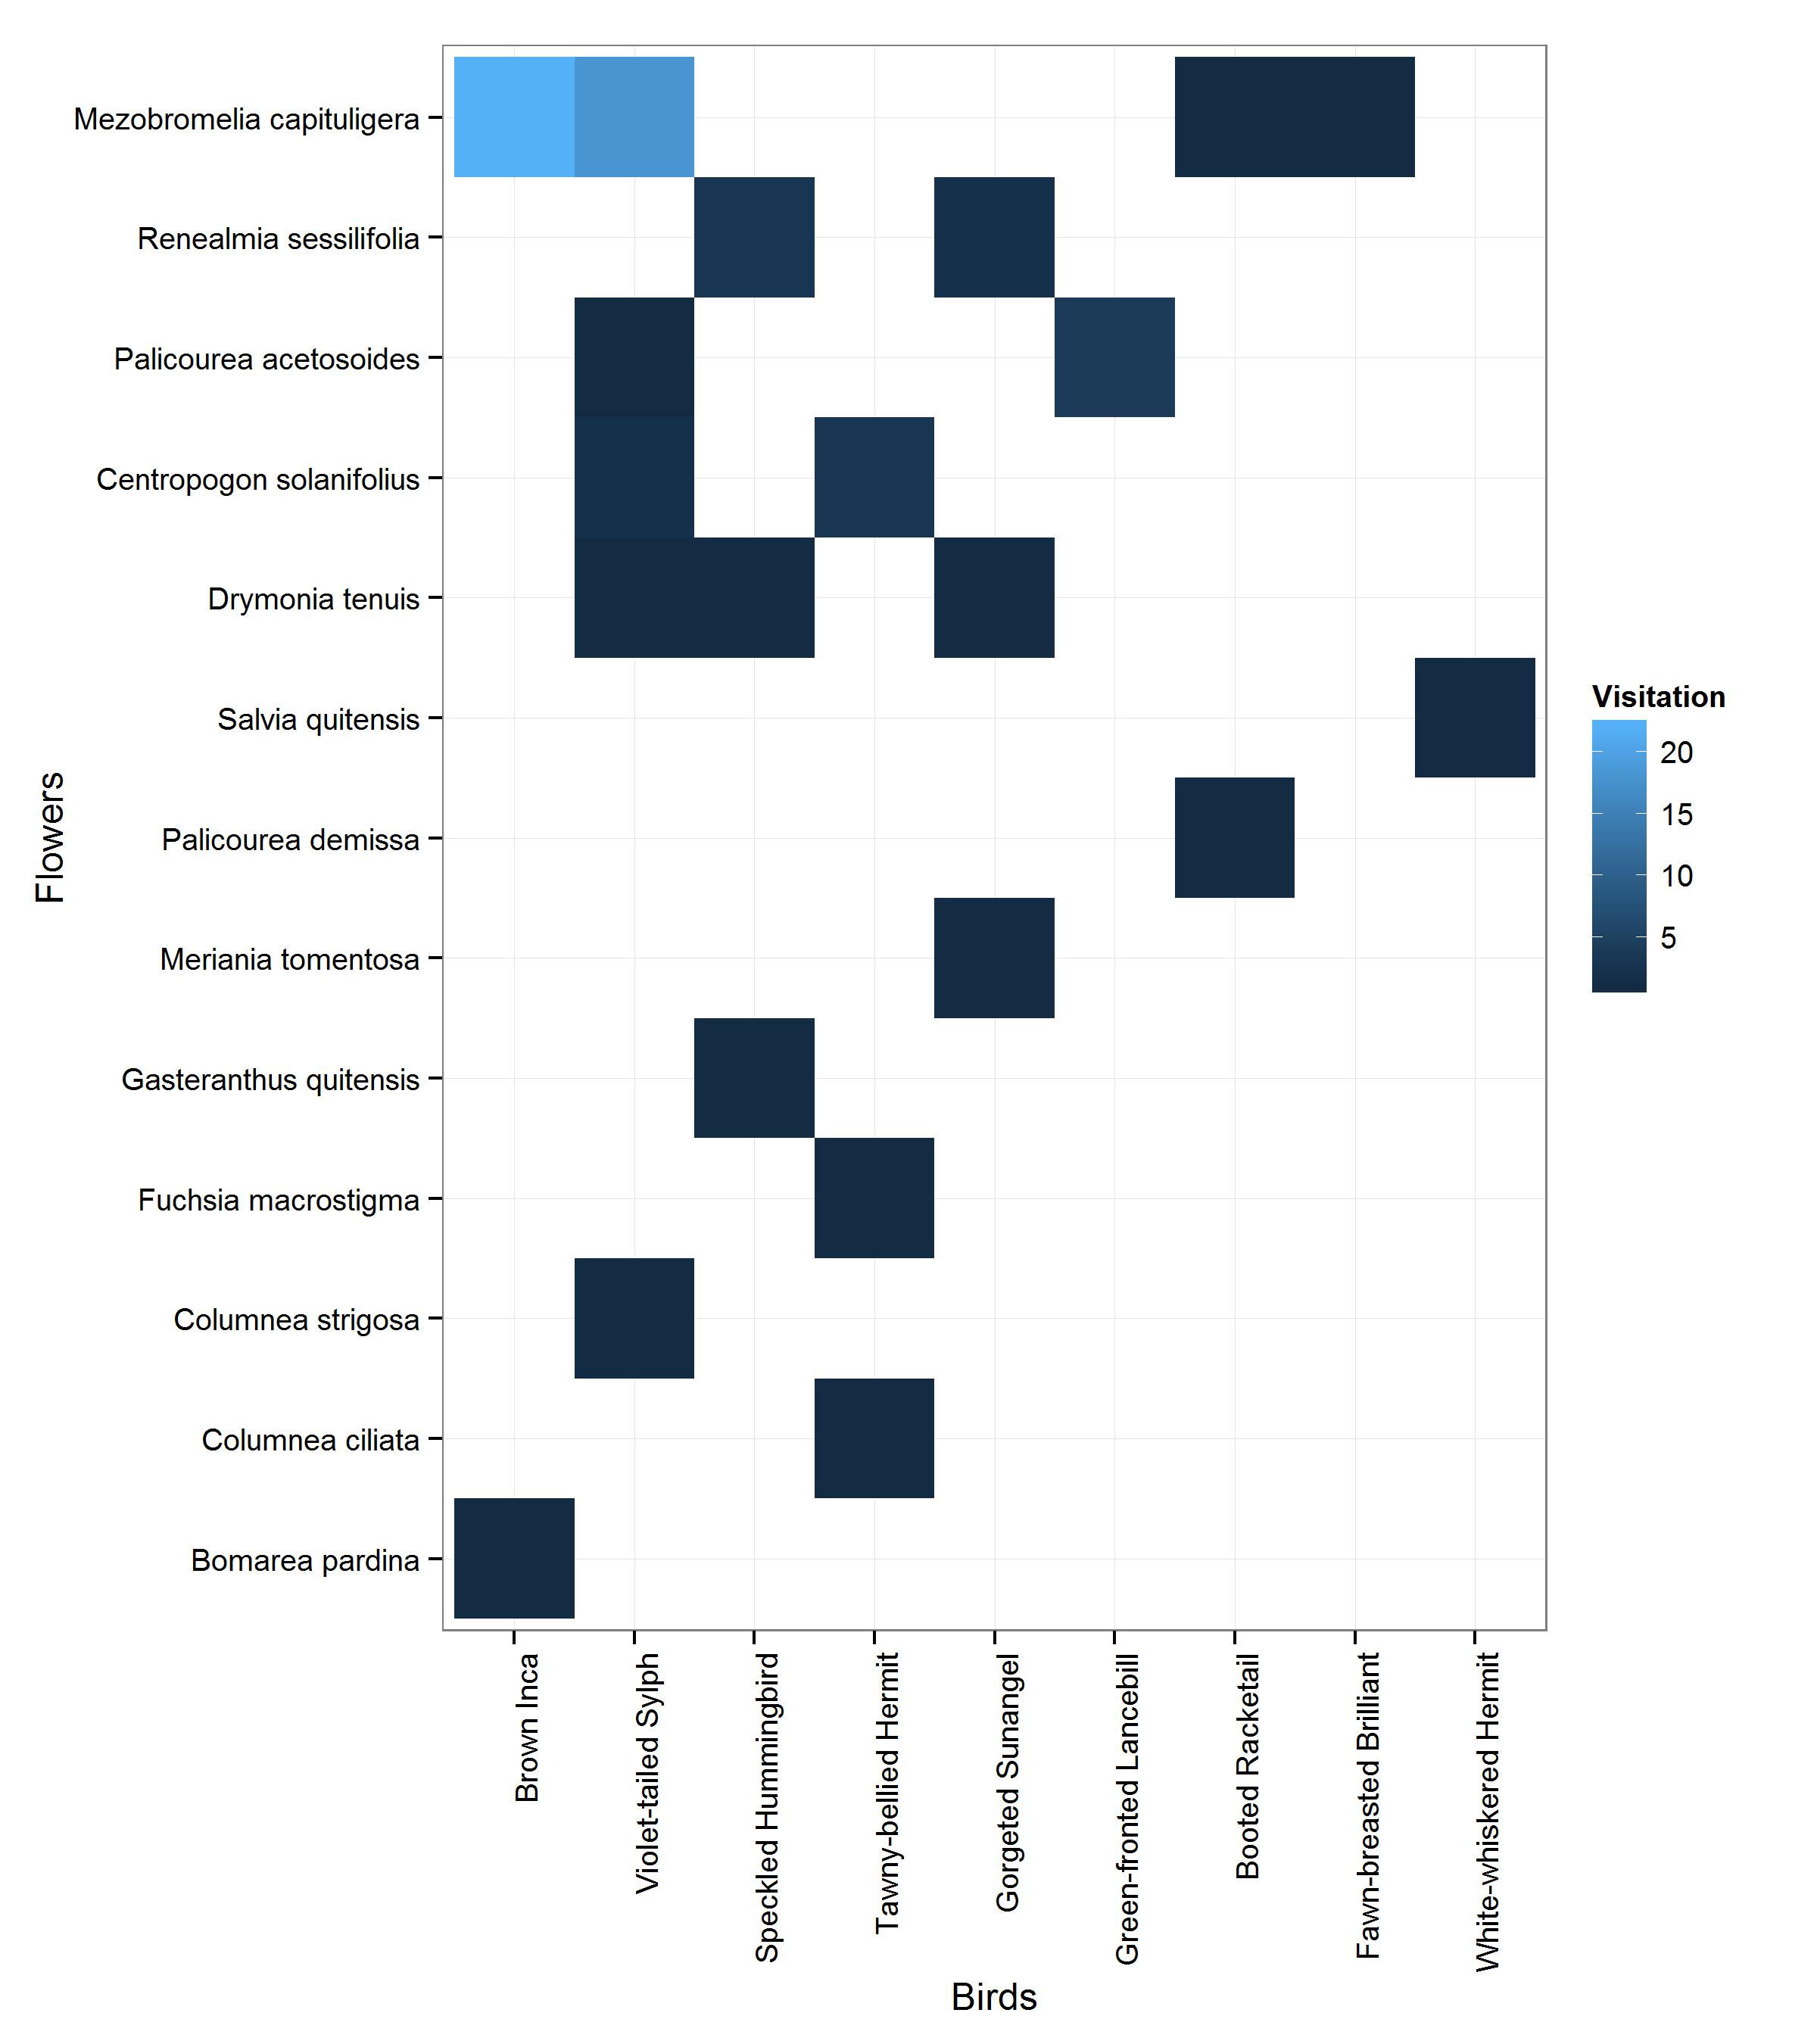 Mezobromelia capituligera
Renealmia sessilifolia
Palicourea acetosoides
Centropogon solanifolius
Drymonia tenuis
Salvia quitensis
Palicourea demissa
Meriania tomentosa
Gasteranthus quitensis
Fuchsia macrostigma
Columnea strigosa
Columnea ciliata
Bomarea pardina
Flowers
Brown Inca
Violet-tailed Sylph
Speckled Hummingbird
Tawny-bellied Hermit
Gorgeted Sunangel
Green-fronted Lancebill
Booted Racketail
Fawn-breasted Brilliant
White-whiskered Hermit
Birds
Visitation
20
15
10
5